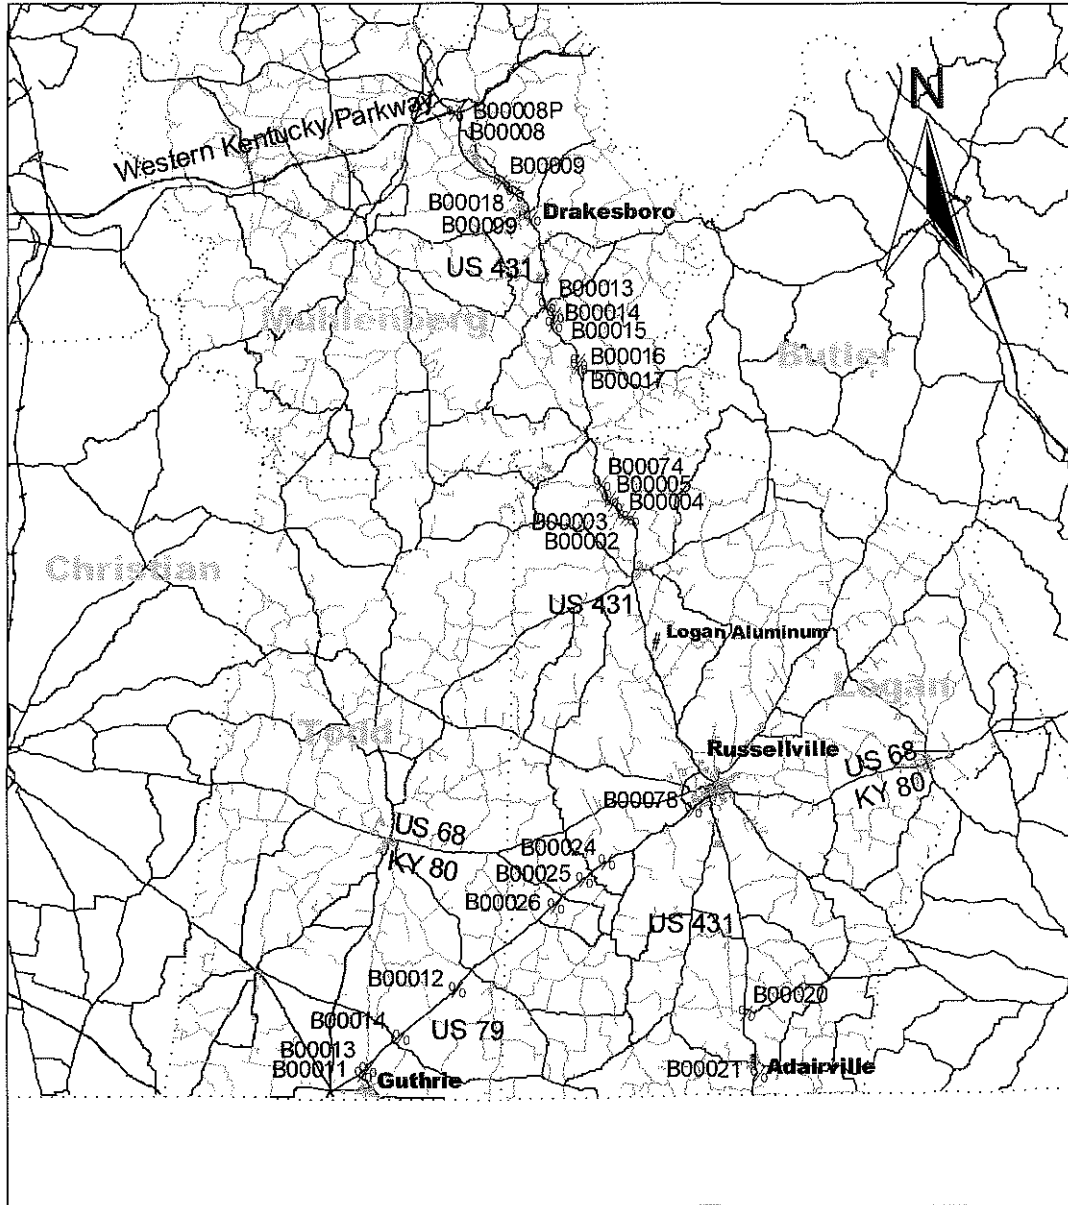 N
Western Kentucky Parkway
B00008P
B00008
B00009
B00018
B00099
Drakesboro
US 431
B00013
B00014
B00015
Muhlenberg
B00016
B00017
Butler
B00074
B00005
B00004
B00003
B00002
Christian
US 431
Logan Aluminum
Logan
Todd
Russellville
US 68
KY 80
B00078
US 68
KY 80
B00024
B00025
B00026
US 431
B00012
B00020
B00014
US 79
B00013
B00011
Guthrie
B00021
Adairville